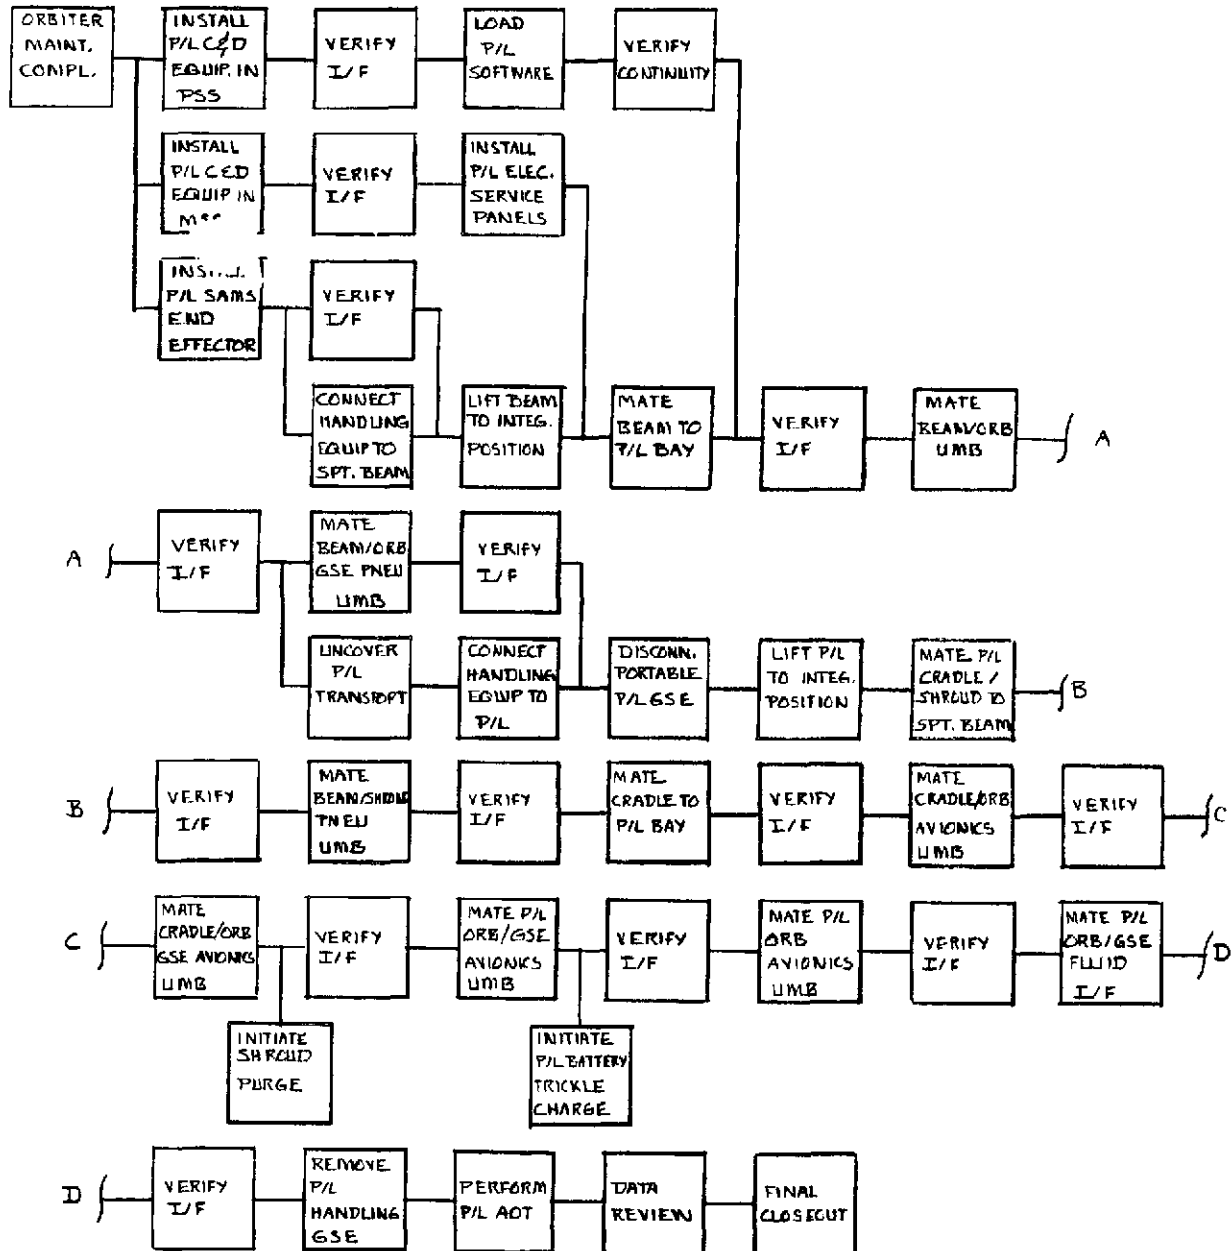 ORBITER
MAINT.
COMPL.
INSTALL
P/L C&D
EQUIP. IN
PSS
VERIFY
I/F
LOAD
P/L
SOFTWARE
VERIFY
CONTINUITY
INSTALL
P/L C&D
EQUIP IN
VERIFY
I/F
INSTALL
P/L ELEC.
SERVICE
PANELS
P/L SAMS
END
EFFECTOR
VERIFY
I/F
CONNECT
HANDLING
EQUIP TO
SPT. BEAM
LIFT BEAM
TO INTEG.
POSITION
MATE
BEAM TO
P/L BAY
VERIFY
I/F
MATE
BEAM/ORB
UMB
A
A
VERIFY
I/F
MATE
BEAM/ORB
GSE PNEU
UMB
VERIFY
I/F
UNCOVER
P/L
TRANSPORT
CONNECT
HANDLING
EQUIP TO
P/L
DISCONN.
PORTABLE
P/L GSE
LIFT P/L
TO INTEG.
POSITION
MATE P/L
CRADLE/
SHROUD TO
SPT. BEAM
B
B
VERIFY
I/F
MATE
BEAM/SHROUD
PNEU
UMB
VERIFY
I/F
MATE
CRADLE TO
P/L BAY
VERIFY
I/F
MATE
CRADLE/ORB
AVIONICS
UMB
VERIFY
I/F
C
C
MATE
CRADLE/ORB
GSE AVIONICS
UMB
VERIFY
I/F
MATE P/L
ORB/GSE
AVIONICS
UMB
VERIFY
I/F
MATE P/L
ORB
AVIONICS
UMB
VERIFY
I/F
MATE P/L
ORB/GSE
FLUID
I/F
D
INITIATE
SHROUD
PURGE
INITIATE
P/L BATTERY
TRICKLE
CHARGE
D
VERIFY
I/F
REMOVE
P/L
HANDLING
GSE
PERFORM
P/L AOT
DATA
REVIEW
FINAL
CLOSEOUT